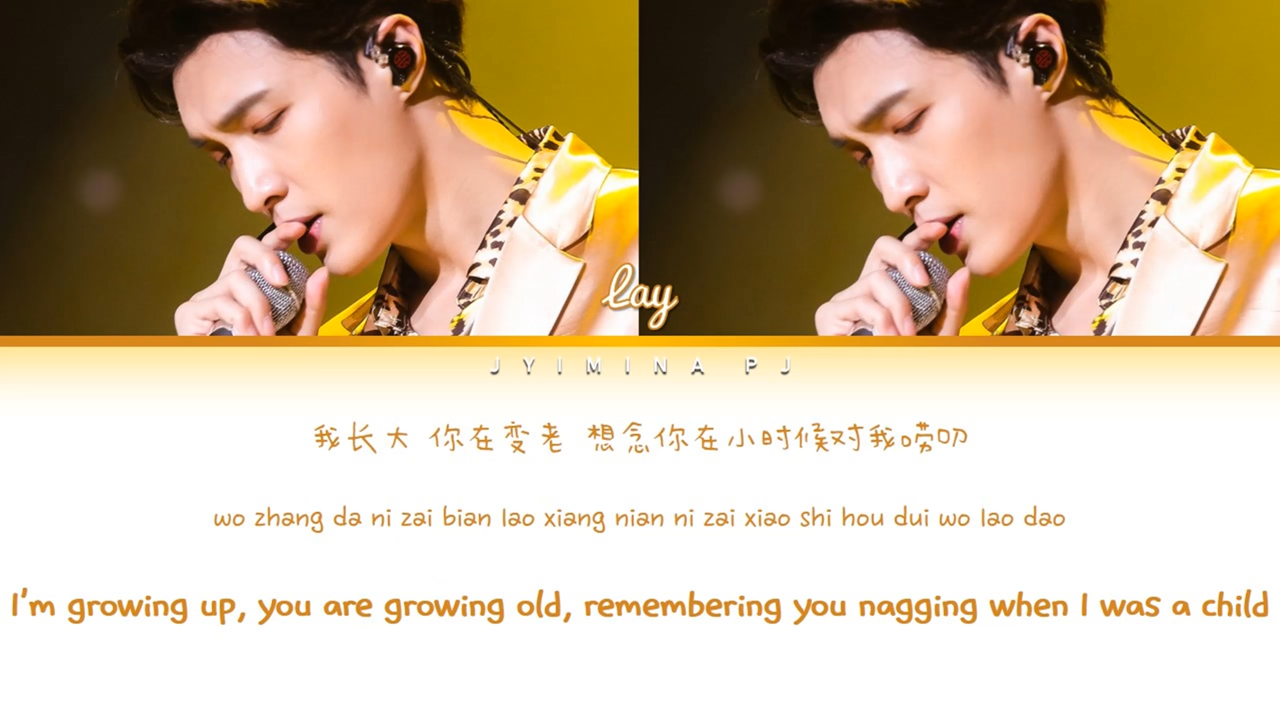 Lay
JYIMINA PJ
我长大 你在变老 想念你在小时候对我唠叨
wo zhang da ni zai bian lao xiang nian ni zai xiao shi hou dui wo lao dao
I'm growing up, you are growing old, remembering you nagging when I was a child